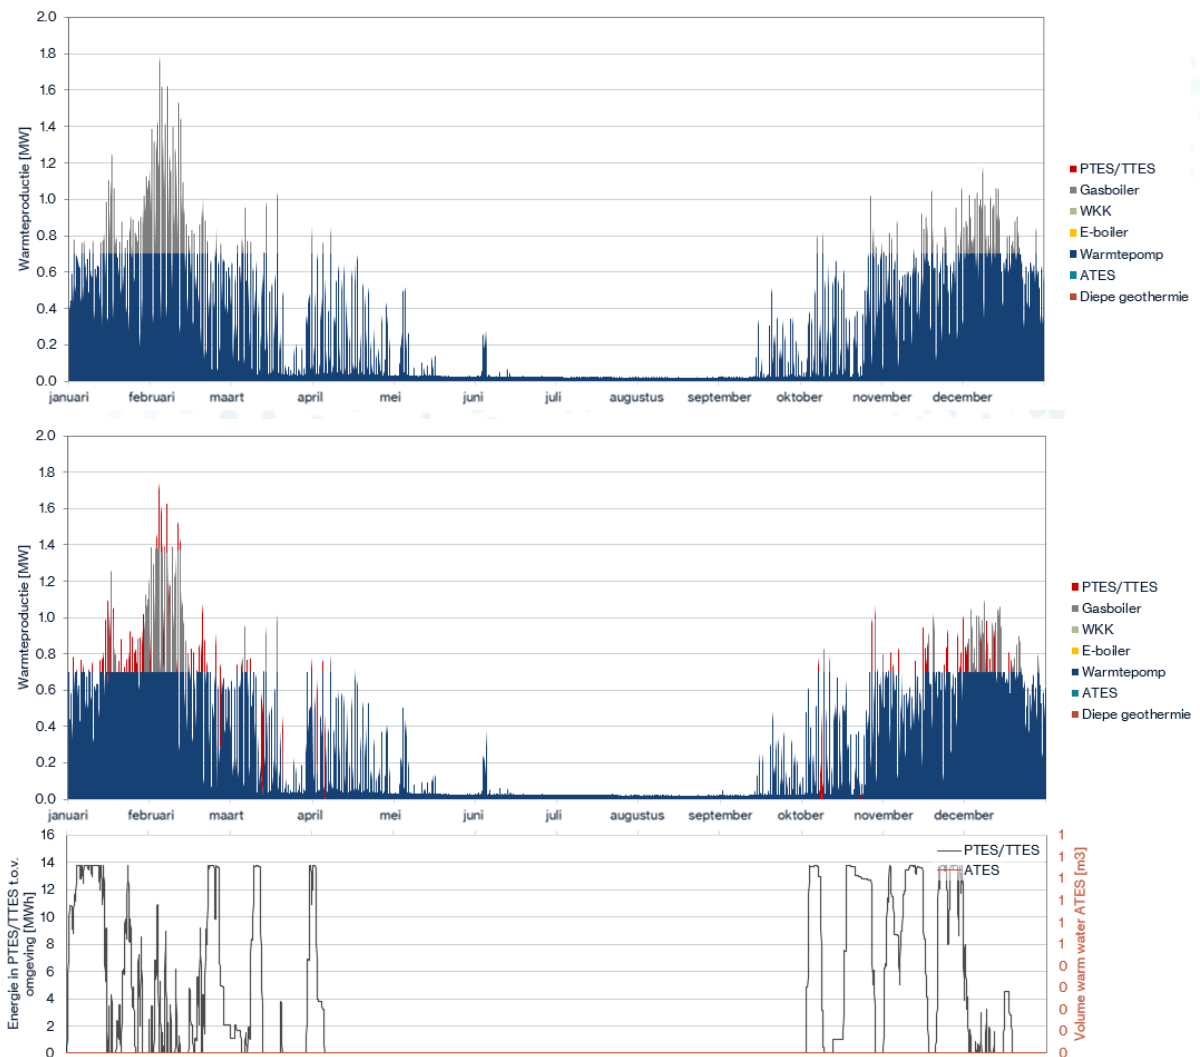 2.0
1.8
1.6
1.4
1.2
1.0
0.8
0.6
0.4
0.2
0.0
Warmteproductie [MW]
januari februari maart april mei juni juli augustus september oktober november december
PTES/TTES
Gasboiler
WKK
E-boiler
Warmtepomp
ATES
Diepe geothermie
2.0
1.8
1.6
1.4
1.2
1.0
0.8
0.6
0.4
0.2
0.0
Warmteproductie [MW]
januari februari maart april mei juni juli augustus september oktober november december
PTES/TTES
Gasboiler
WKK
E-boiler
Warmtepomp
ATES
Diepe geothermie
16
14
12
10
8
6
4
2
0
Energie in PTES/TTES t.o.v.
omgeving [MWh]
PTES/TTES
ATES
1
1
1
1
1
1
0
0
0
0
0
Volume warm water ATES [m3]